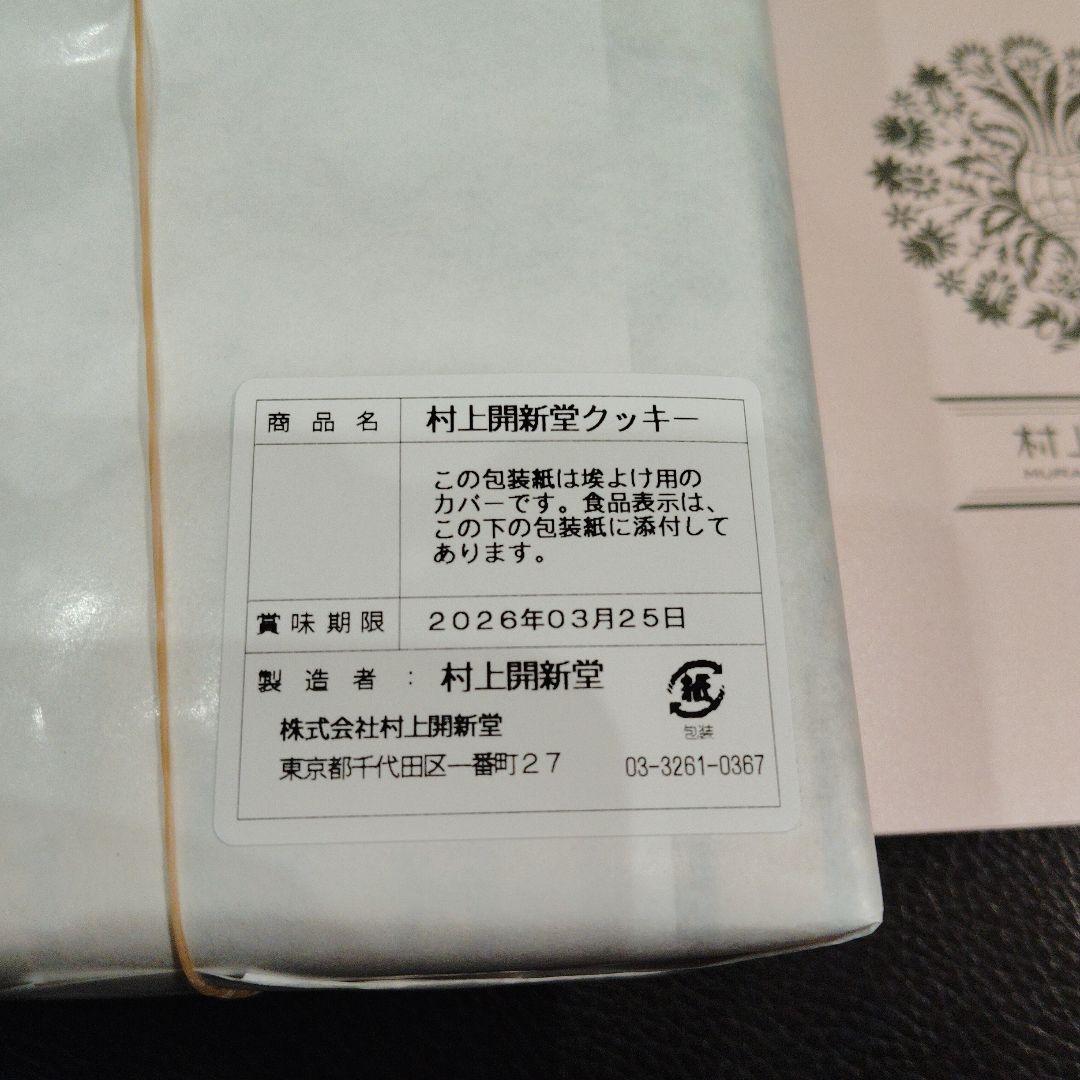 商品名 村上開新堂クッキー
この包装紙は埃よけ用の
カバーです。食品表示は、
この下の包装紙に添付して
あります。
賞味期限 2026年03月25日
製造者： 村上開新堂
紙
包装
株式会社村上開新堂
東京都千代田区一番町27 03-3261-0367
村上
MURA